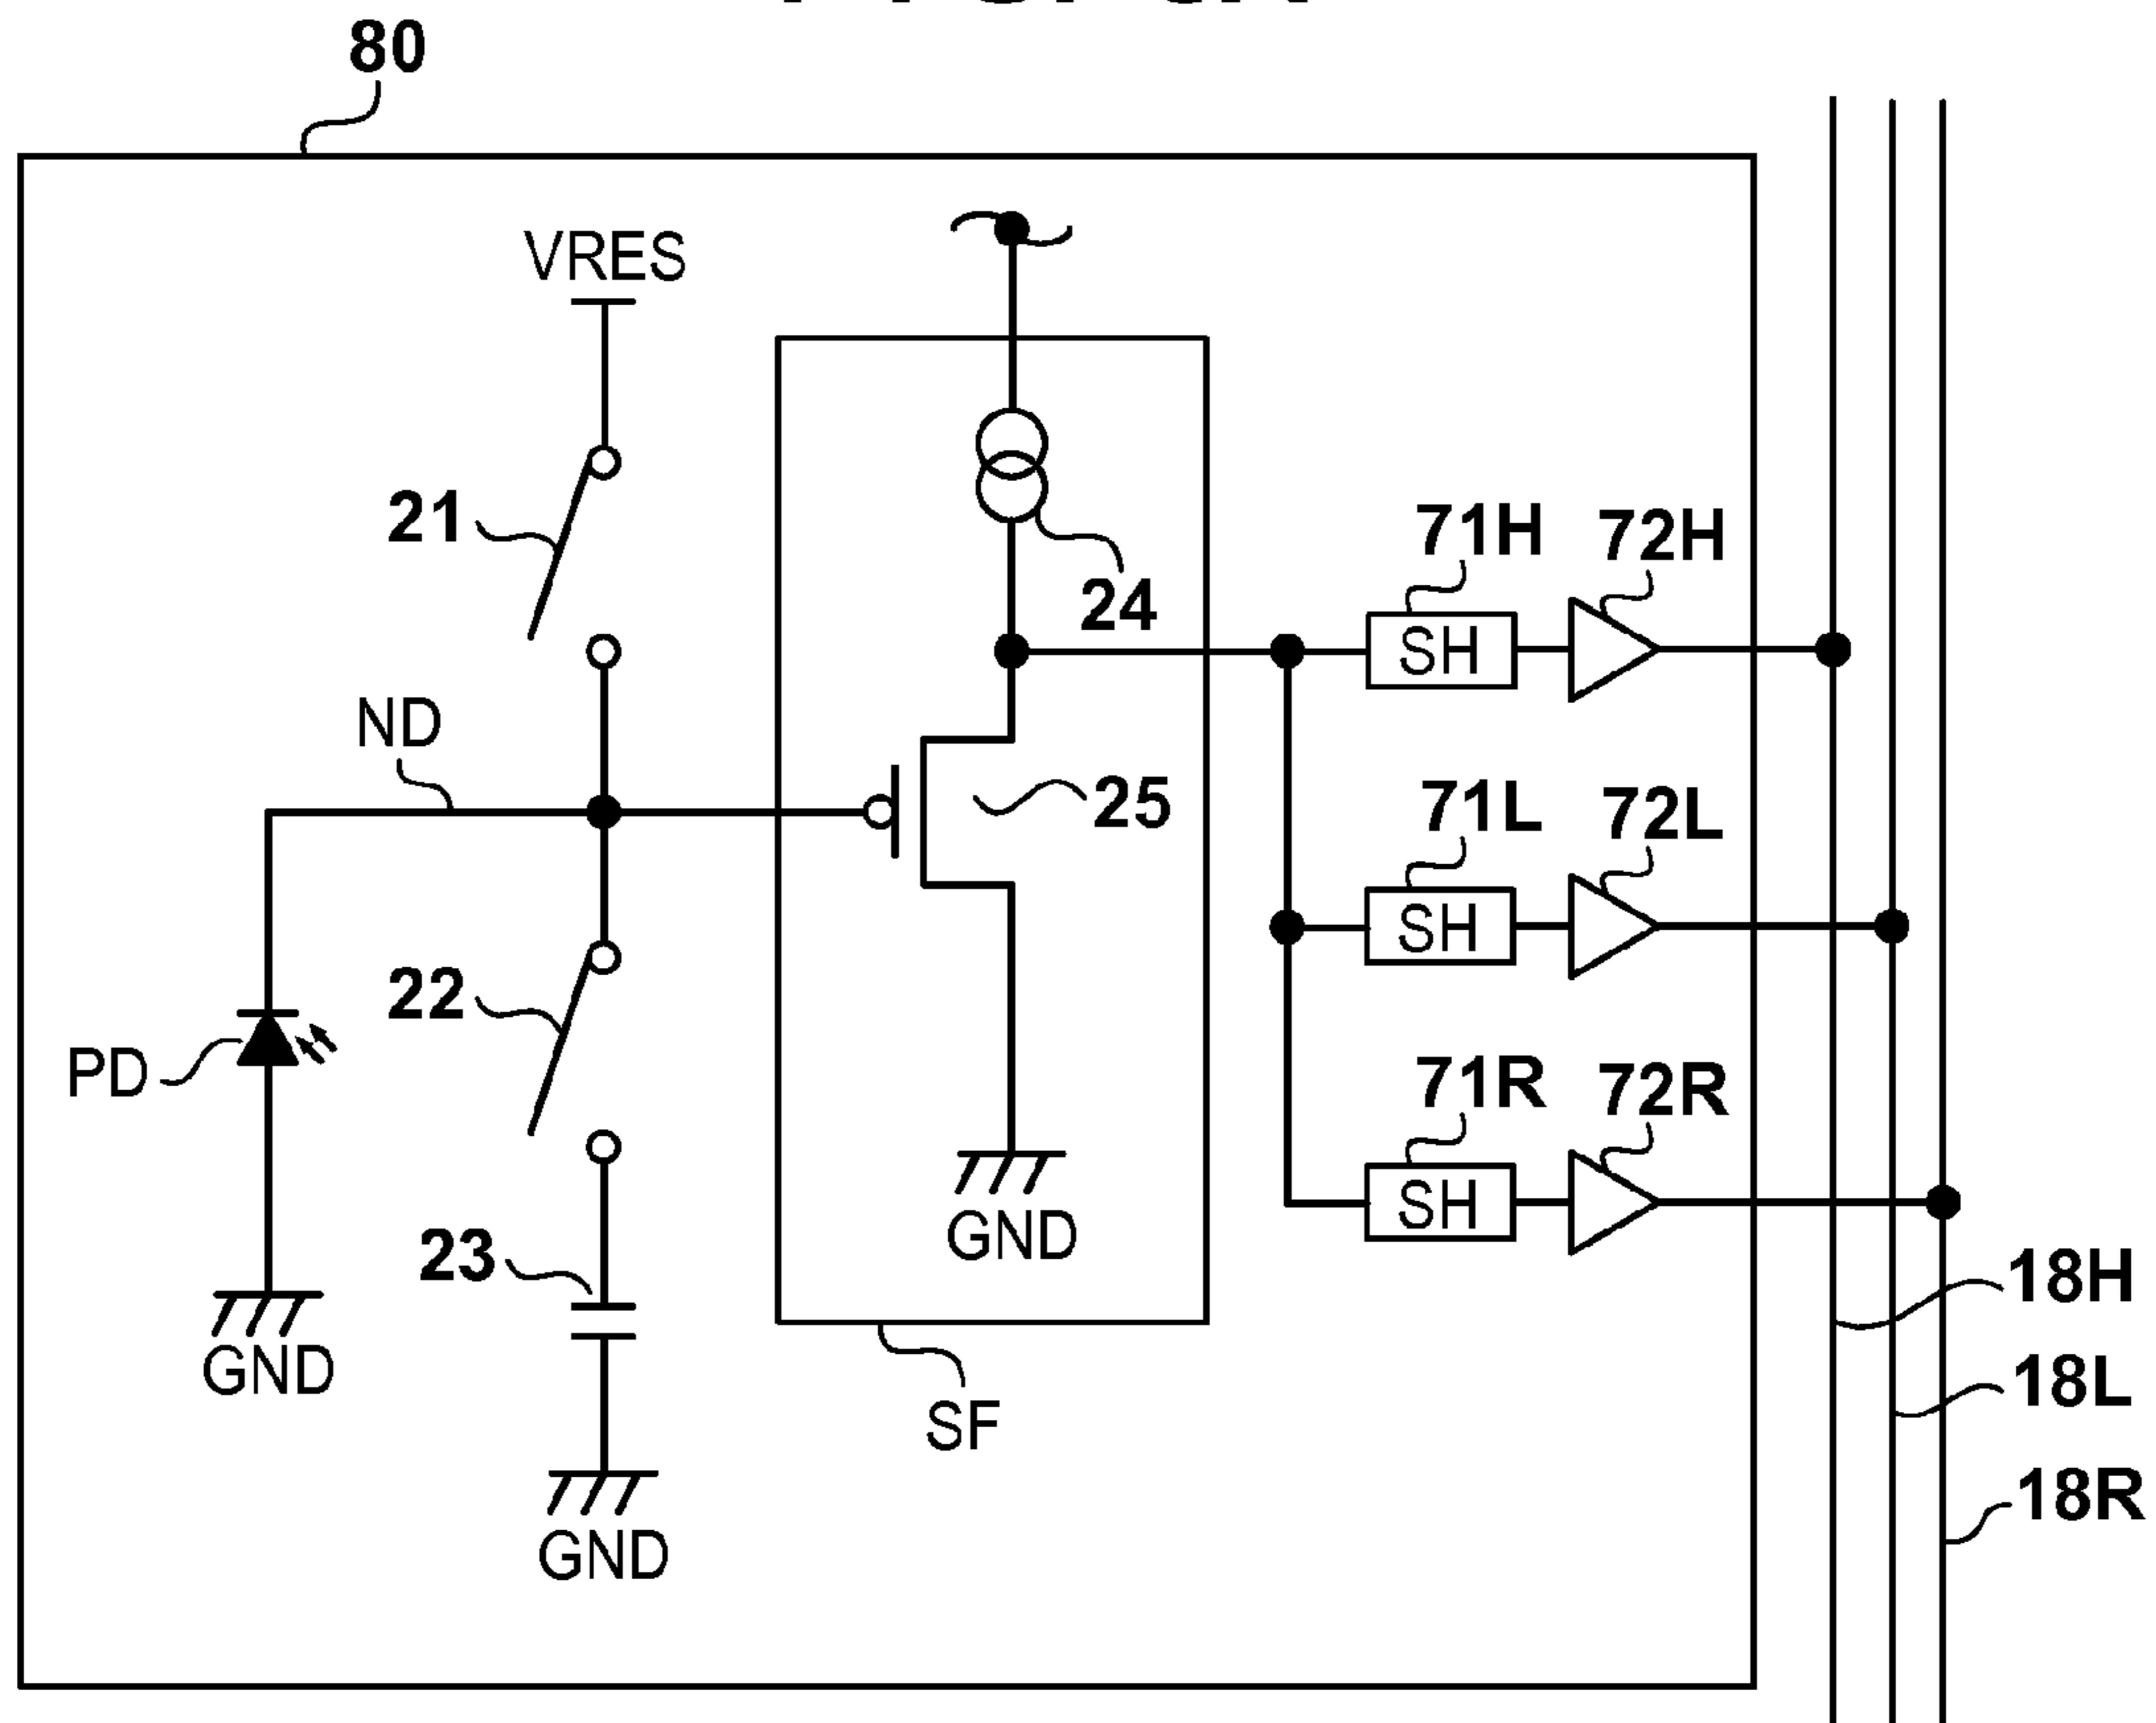 80
VRES
21
24
71H
72H
ND
25
71L
72L
SH
SH
22
PD
71R
72R
SH
23
GND
GND
SF
GND
18H
18L
18R